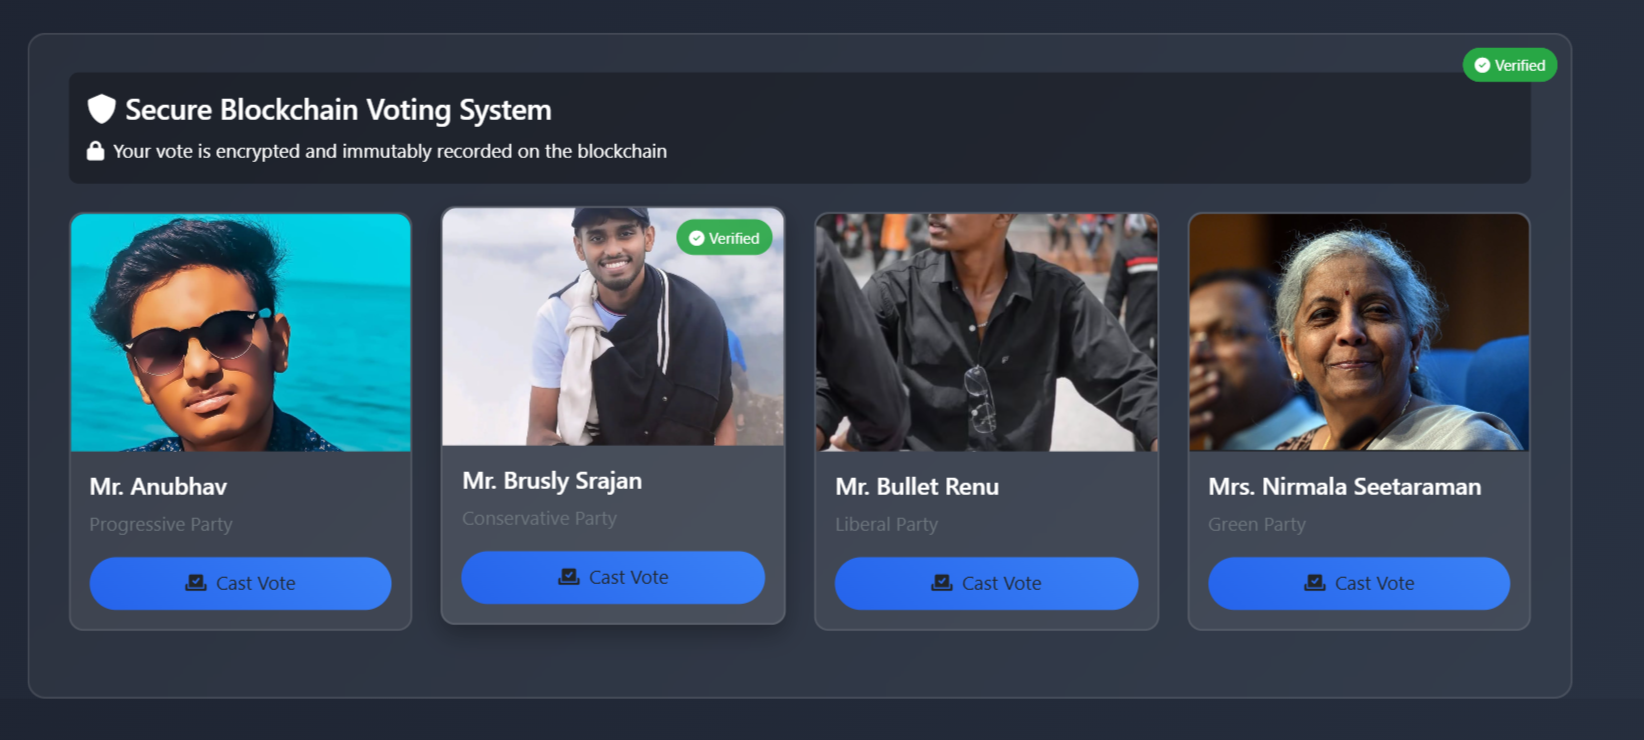 Verified
Secure Blockchain Voting System
Your vote is encrypted and immutably recorded on the blockchain
Verified
Mr. Anubhav
Progressive Party
Cast Vote
Mr. Brusly Srajan
Conservative Party
Cast Vote
Mr. Bullet Renu
Liberal Party
Cast Vote
Mrs. Nirmala Seetaraman
Green Party
Cast Vote